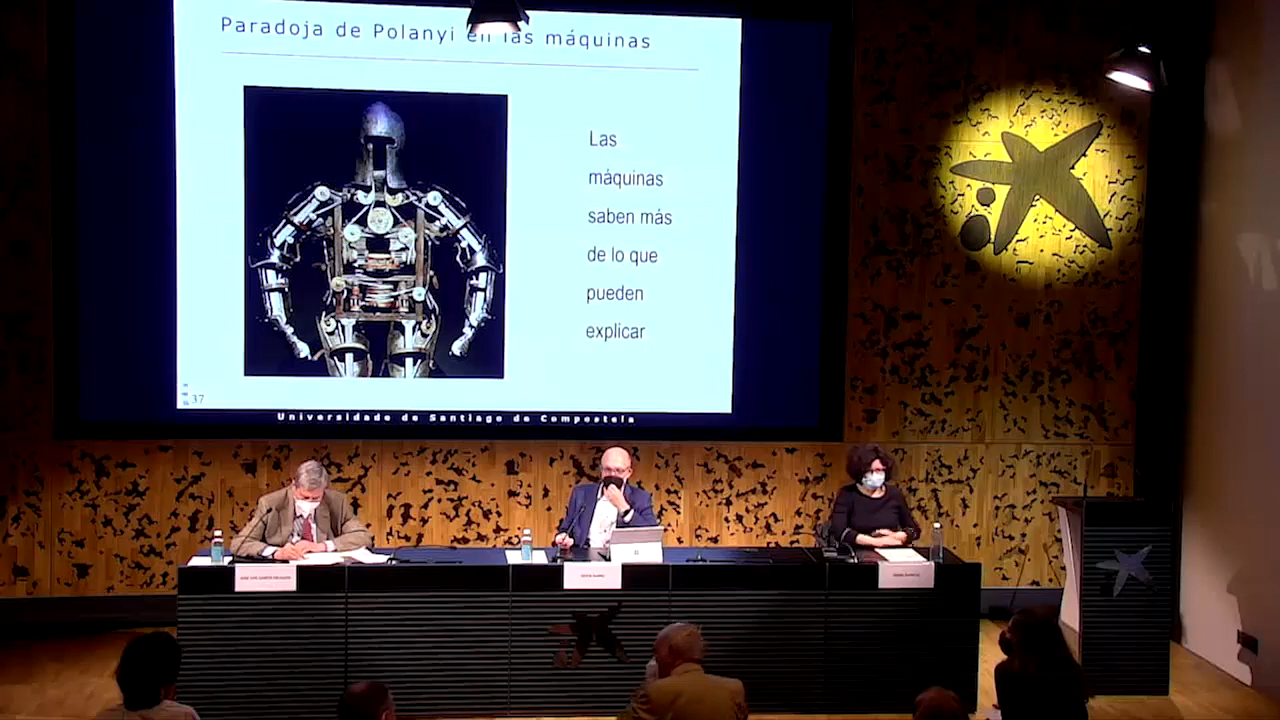 Paradoja de Polanyi en las máquinas
Las
máquinas
saben más
de lo que
pueden
explicar
37
Universidade de Santiago de Compostela